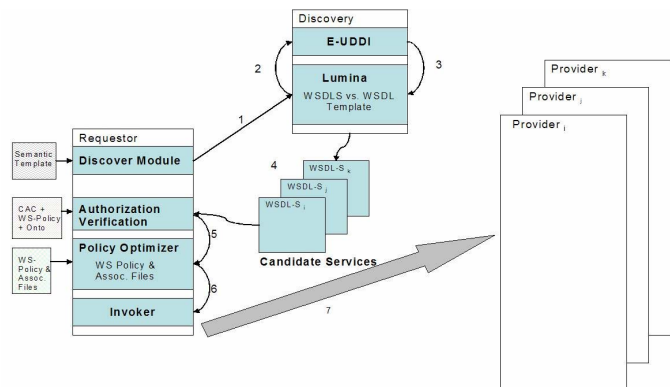 Discovery
E-UDDI
2
3
Lumina
WSDLS vs. WSDL
Template
1
Provider k
Provider j
Provider i
Requestor
Semantic
Template
Discover Module
4
WSDL-S k
WSDL-S j
WSDL-S i
CAC +
WS-Policy
+ Onto
Authorization
Verification
5
Candidate Services
WS-
Policy &
Assoc.
Files
Policy Optimizer
WS Policy &
Assoc. Files
6
7
Invoker